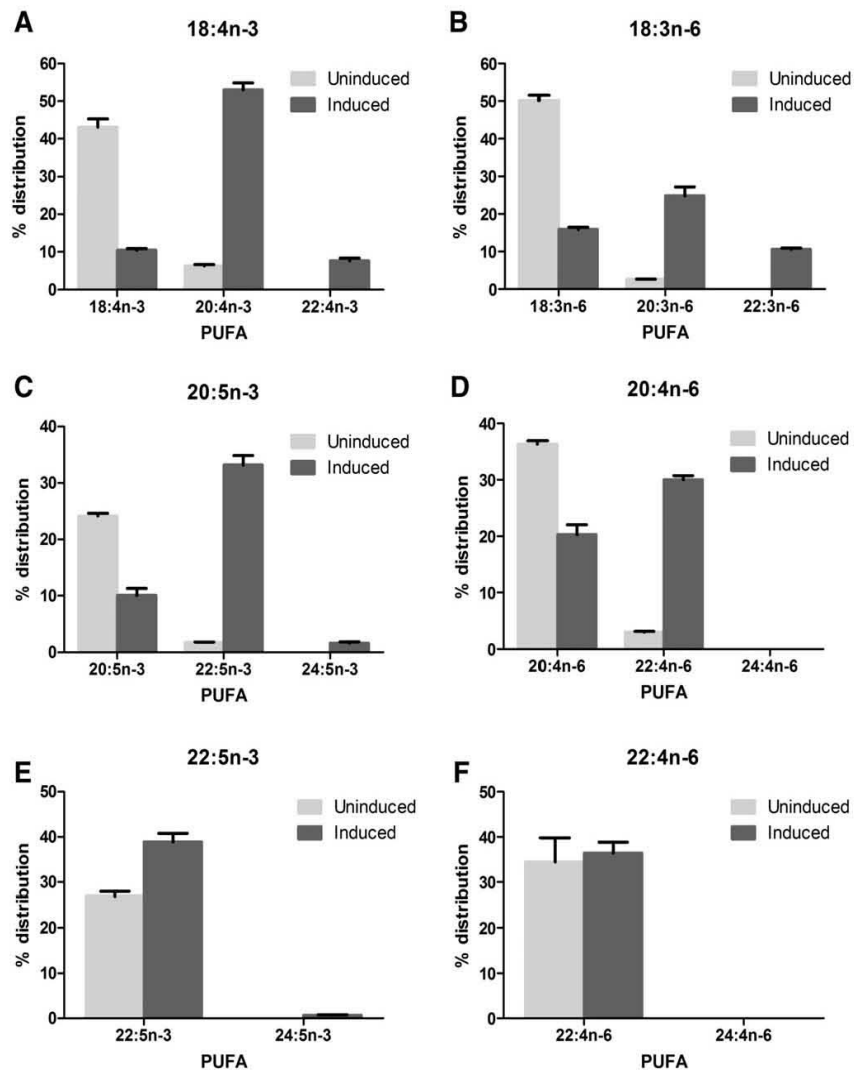 A
18:4n-3
60
50
40
30
20
10
0
% distribution
Uninduced
Induced
18:4n-3 20:4n-3 22:4n-3
PUFA
B
18:3n-6
60
50
40
30
20
10
0
% distribution
Uninduced
Induced
18:3n-6 20:3n-6 22:3n-6
PUFA
C
20:5n-3
40
30
20
10
0
% distribution
Uninduced
Induced
20:5n-3 22:5n-3 24:5n-3
PUFA
D
20:4n-6
40
30
20
10
0
% distribution
Uninduced
Induced
20:4n-6 22:4n-6 24:4n-6
PUFA
E
22:5n-3
50
40
30
20
10
0
% distribution
Uninduced
Induced
22:5n-3 24:5n-3
PUFA
F
22:4n-6
50
40
30
20
10
0
% distribution
Uninduced
Induced
22:4n-6 24:4n-6
PUFA